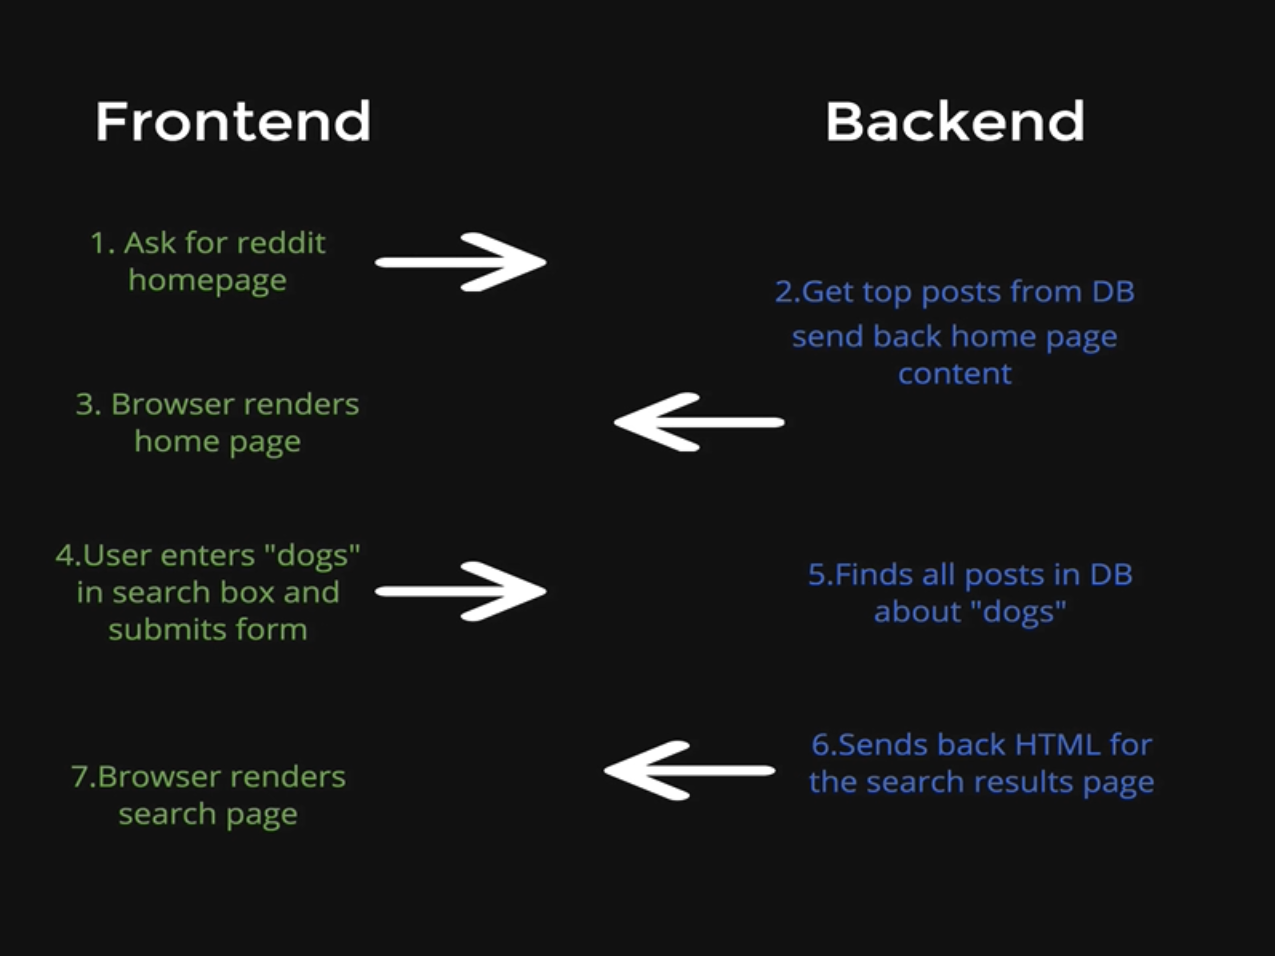 Frontend
Backend
1. Ask for reddit
homepage
2.Get top posts from DB
send back home page
content
3. Browser renders
home page
4.User enters "dogs"
in search box and
submits form
5.Finds all posts in DB
about "dogs"
6.Sends back HTML for
the search results page
7.Browser renders
search page